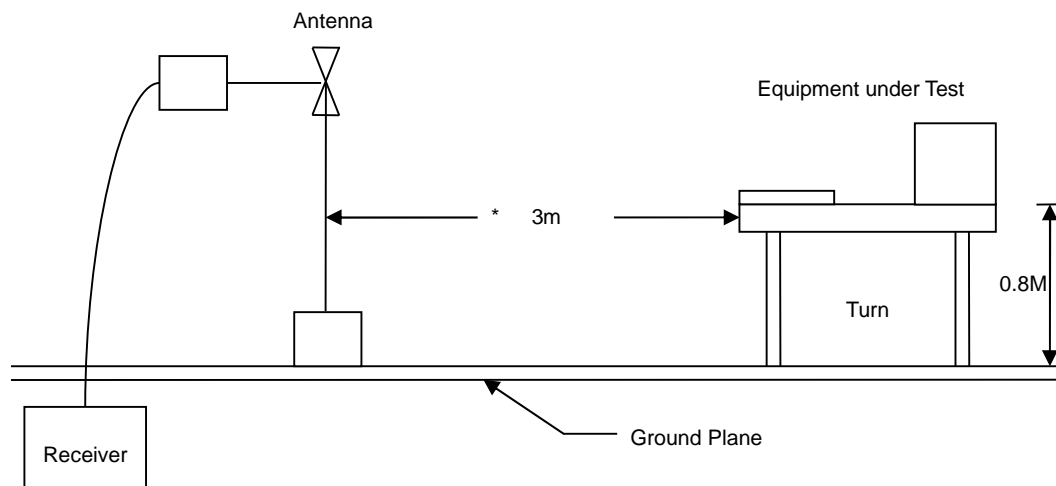 Antenna
Equipment under Test
* 3m
0.8M
Turn
Ground Plane
Receiver